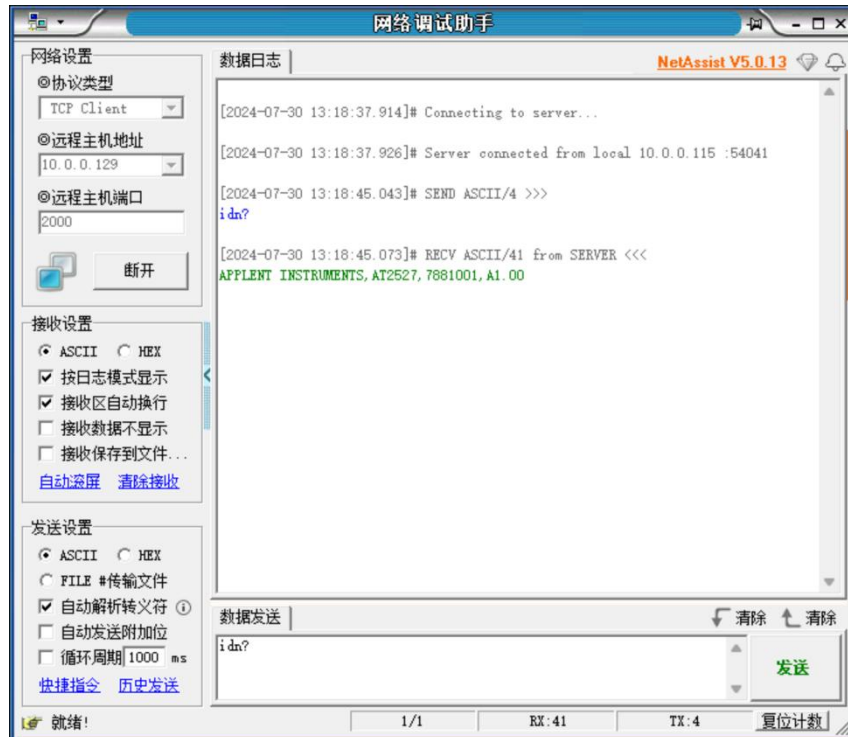 网络调试助手
网络设置
协议类型
TCP Client
远程主机地址
10.0.0.129
远程主机端口
2000
断开
接收设置
ASCII HEX
按日志模式显示
接收区自动换行
接收数据不显示
接收保存到文件...
自动滚屏 清除接收
发送设置
ASCII HEX
FILE #传输文件
自动解析转义符
自动发送附加位
循环周期 1000 ms
快捷指令 历史发送
数据日志
NetAssist V5.0.13
[2024-07-30 13:18:37.914]# Connecting to server...
[2024-07-30 13:18:37.926]# Server connected from local 10.0.0.115 :54041
[2024-07-30 13:18:45.043]# SEND ASCII/4 >>>
idn?
[2024-07-30 13:18:45.073]# RECV ASCII/41 from SERVER <<<
APPLENT INSTRUMENTS,AT2527,7881001,A1.00
数据发送
清除 清除
idn?
发送
就绪!
1/1 RX:41 TX:4 复位计数